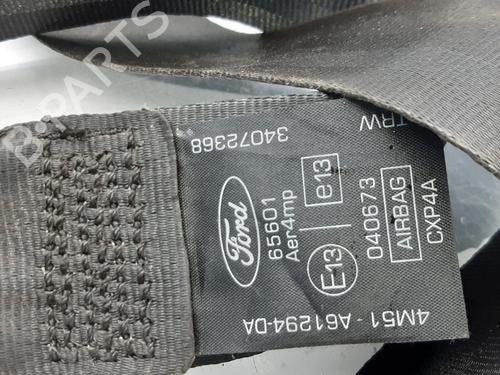 34072368
TRW
Ford
65601
Aer4mp
e13
E13
040673
AIRBAG
CXP4A
4M51 - A61294-DA
B-PARTS